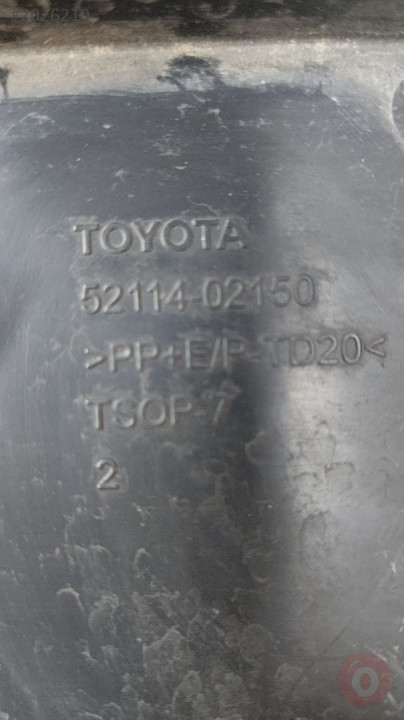 TOYOTA
52114-02150
>PP+E/P-TD20<
TSOP-7
2